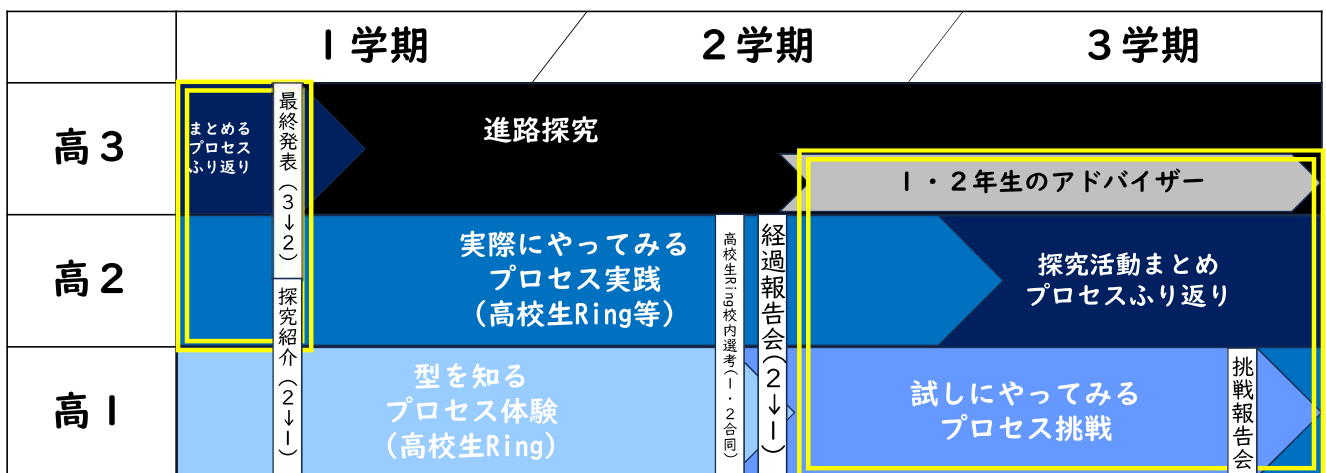 1学期
2学期
3学期
高3
まとめる
プロセス
ふり返り
最終発表(3→2)
進路探究
1・2年生のアドバイザー
高2
実際にやってみる
プロセス実践
(高校生Ring等)
高校生Ring校内選考(1・2合同)
経過報告会(2→1)
探究活動まとめ
プロセスふり返り
探究紹介(2→1)
高1
型を知る
プロセス体験
(高校生Ring)
試しにやってみる
プロセス挑戦
挑戦報告会